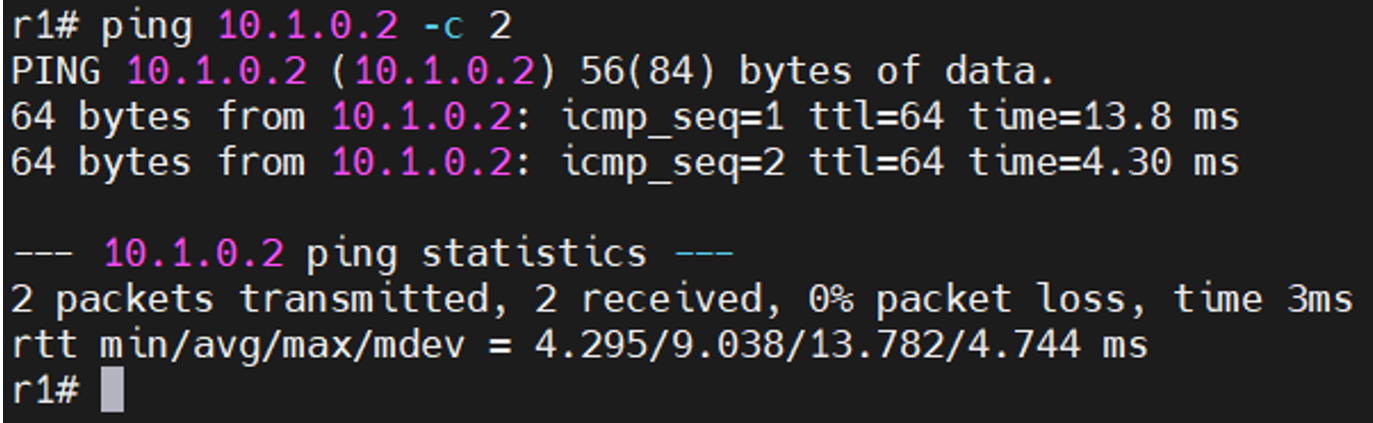 r1# ping 10.1.0.2 -c 2
PING 10.1.0.2 (10.1.0.2) 56(84) bytes of data.
64 bytes from 10.1.0.2: icmp_seq=1 ttl=64 time=13.8 ms
64 bytes from 10.1.0.2: icmp_seq=2 ttl=64 time=4.30 ms

--- 10.1.0.2 ping statistics ---
2 packets transmitted, 2 received, 0% packet loss, time 3ms
rtt min/avg/max/mdev = 4.295/9.038/13.782/4.744 ms
r1#